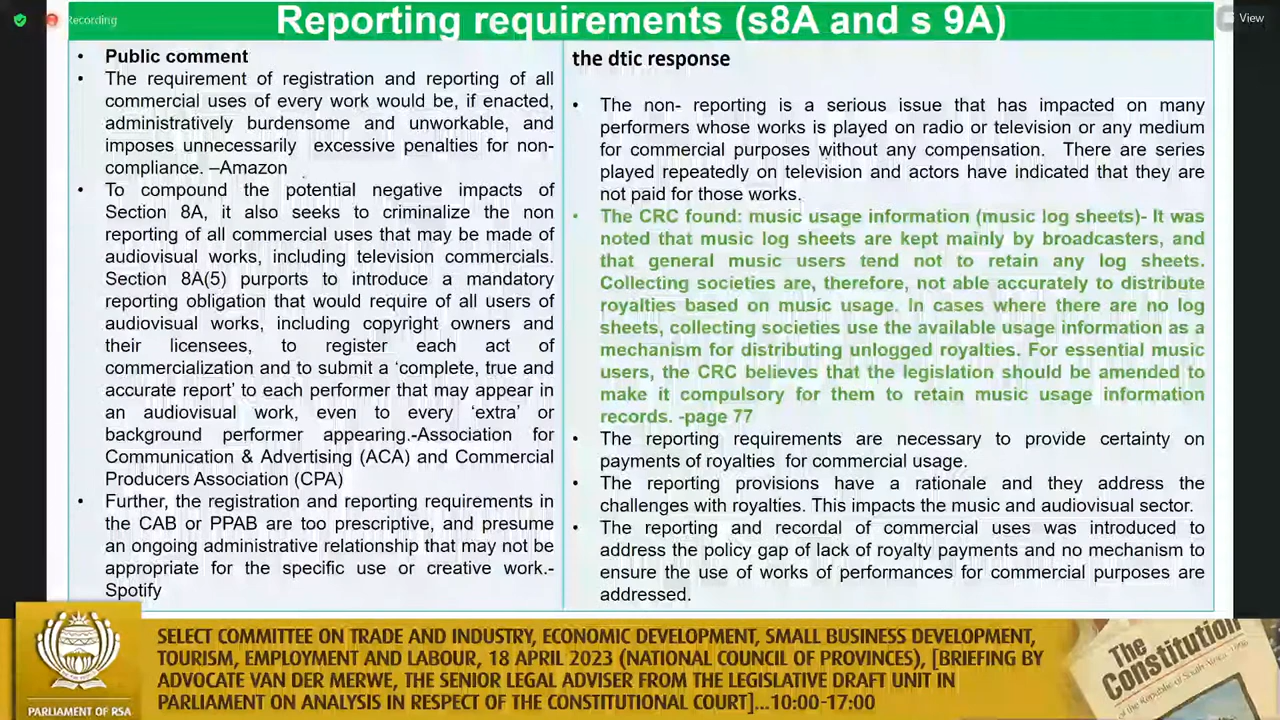 Recording
Reporting requirements (s8A and s 9A)
View
• Public comment
• The requirement of registration and reporting of all
commercial uses of every work would be, if enacted,
administratively burdensome and unworkable, and
imposes unnecessarily excessive penalties for non-
compliance. –Amazon
• To compound the potential negative impacts of
Section 8A, it also seeks to criminalize the non
reporting of all commercial uses that may be made of
audiovisual works, including television commercials.
Section 8A(5) purports to introduce a mandatory
reporting obligation that would require of all users of
audiovisual works, including copyright owners and
their licensees, to register each act of
commercialization and to submit a ‘complete, true and
accurate report’ to each performer that may appear in
an audiovisual work, even to every ‘extra’ or
background performer appearing.-Association for
Communication & Advertising (ACA) and Commercial
Producers Association (CPA)
• Further, the registration and reporting requirements in
the CAB or PPAB are too prescriptive, and presume
an ongoing administrative relationship that may not be
appropriate for the specific use or creative work.-
Spotify
the dtic response
• The non- reporting is a serious issue that has impacted on many
performers whose works is played on radio or television or any medium
for commercial purposes without any compensation. There are series
played repeatedly on television and actors have indicated that they are
not paid for those works.
• The CRC found: music usage information (music log sheets)- It was
noted that music log sheets are kept mainly by broadcasters, and
that general music users tend not to retain any log sheets.
Collecting societies are, therefore, not able accurately to distribute
royalties based on music usage. In cases where there are no log
sheets, collecting societies use the available usage information as a
mechanism for distributing unlogged royalties. For essential music
users, the CRC believes that the legislation should be amended to
make it compulsory for them to retain music usage information
records. -page 77
• The reporting requirements are necessary to provide certainty on
payments of royalties for commercial usage.
• The reporting provisions have a rationale and they address the
challenges with royalties. This impacts the music and audiovisual sector.
• The reporting and recordal of commercial uses was introduced to
address the policy gap of lack of royalty payments and no mechanism to
ensure the use of works of performances for commercial purposes are
addressed.
PARLIAMENT OF RSA
SELECT COMMITTEE ON TRADE AND INDUSTRY, ECONOMIC DEVELOPMENT, SMALL BUSINESS DEVELOPMENT,
TOURISM, EMPLOYMENT AND LABOUR, 18 APRIL 2023 (NATIONAL COUNCIL OF PROVINCES), [BRIEFING BY
ADVOCATE VAN DER MERWE, THE SENIOR LEGAL ADVISER FROM THE LEGISLATIVE DRAFT UNIT IN
PARLIAMENT ON ANALYSIS IN RESPECT OF THE CONSTITUTIONAL COURT]...10:00-17:00
The
Constitution
of the Republic of South Africa, 1996